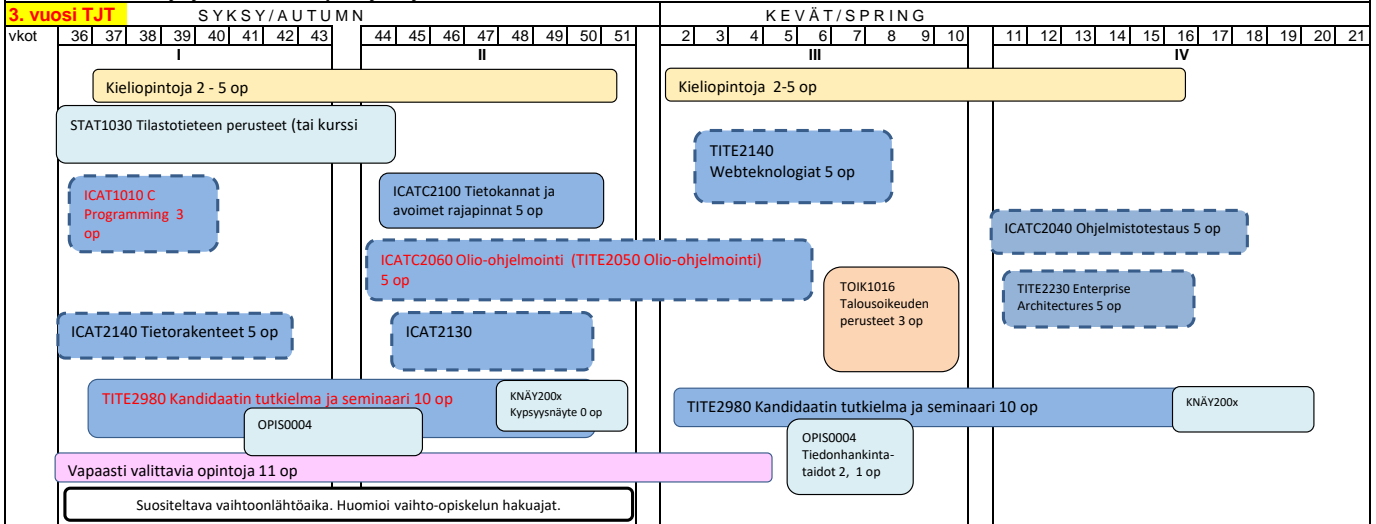 3. vuosi TJT
SYKSY/AUTUMN
KEVÄT/SPRING
vkot 36 37 38 39 40 41 42 43 44 45 46 47 48 49 50 51 2 3 4 5 6 7 8 9 10 11 12 13 14 15 16 17 18 19 20 21
I II III IV
Kieliopintoja 2 - 5 op
Kieliopintoja 2-5 op
STAT1030 Tilastotieteen perusteet (tai kurssi
TITE2140
Webteknologiat 5 op
ICAT1010 C
Programming 3
op
ICATC2100 Tietokannat ja
avoimet rajapinnat 5 op
ICATC2040 Ohjelmistotestaus 5 op
ICATC2060 Olio-ohjelmointi (TITE2050 Olio-ohjelmointi)
5 op
TOIK1016
Talousoikeuden
perusteet 3 op
TITE2230 Enterprise
Architectures 5 op
ICAT2140 Tietorakenteet 5 op
ICAT2130
TITE2980 Kandidaatin tutkielma ja seminaari 10 op
KNÄY200x
Kypsyysnäyte 0 op
TITE2980 Kandidaatin tutkielma ja seminaari 10 op
KNÄY200x
OPIS0004
OPIS0004
Tiedonhankinta-
taidot 2, 1 op
Vapaasti valittavia opintoja 11 op
Suositeltava vaihtoonlähtöaika. Huomioi vaihto-opiskelun hakuajat.